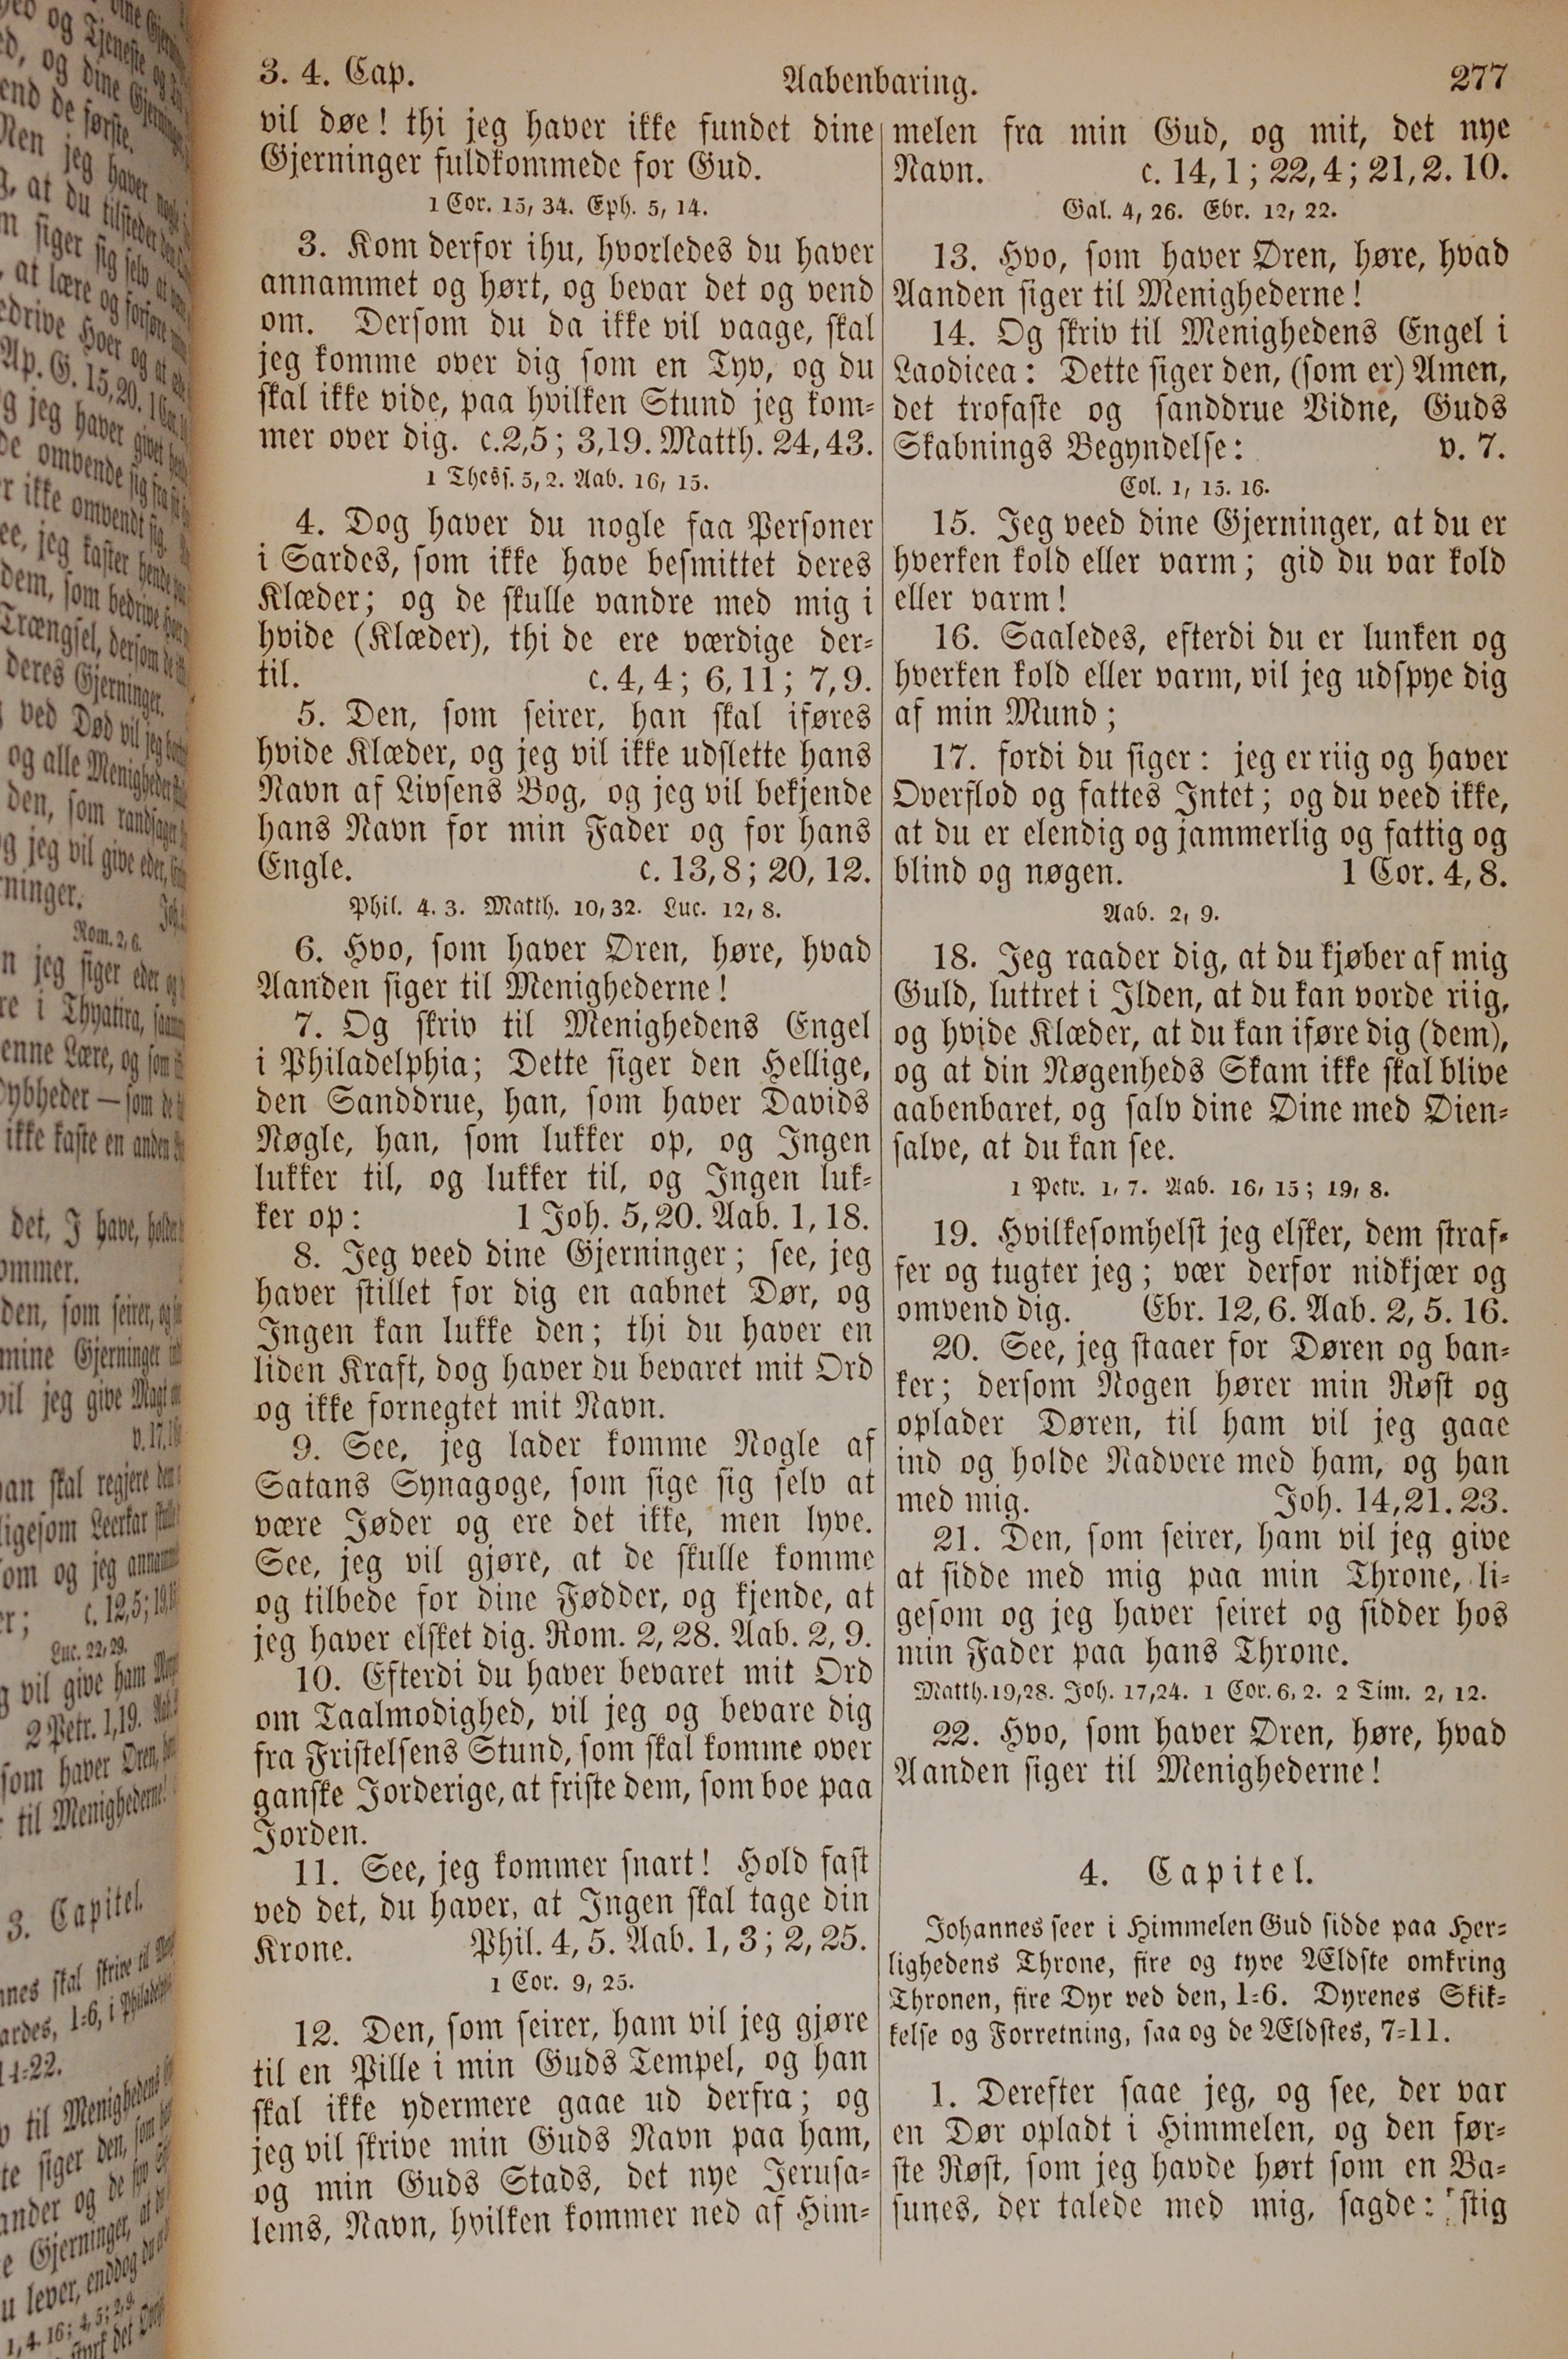 3. 4. Cap.
Aabenbaring.
277
vil døe! thi jeg haver ikke fundet dine
Gjerninger fuldkommede for Gud.
1 Cor. 15, 34. Eph. 5, 14.
3. Kom derfor ihu, hvorledes du haver
annammet og hørt, og bevar det og vend
om. Dersom du da ikke vil vaage, skal
jeg komme over dig som en Tyv, og du
skal ikke vide, paa hvilken Stund jeg kom-
mer over dig. c.2,5; 3,19. Matth. 24,43.
1 Thess. 5, 2. Aab. 16, 15.
4. Dog haver du nogle faa Personer
i Sardes, som ikke have besmittet deres
Klæder; og de skulle vandre med mig i
hvide (Klæder), thi de ere værdige der-
til. c. 4, 4; 6, 11; 7, 9.
5. Den, som seirer, han skal iføres
hvide Klæder, og jeg vil ikke udslette hans
Navn af Livsens Bog, og jeg vil bekjende
hans Navn for min Fader og for hans
Engle. c. 13, 8; 20, 12.
Phil. 4. 3. Matth. 10, 32. Luc. 12, 8.
6. Hvo, som haver Øren, høre, hvad
Aanden siger til Menighederne!
7. Og skriv til Menighedens Engel
i Philadelphia; Dette siger den Hellige,
den Sanddrue, han, som haver Davids
Nøgle, han, som lukker op, og Ingen
lukker til, og lukker til, og Ingen luk-
ker op: 1 Joh. 5, 20. Aab. 1, 18.
8. Jeg veed dine Gjerninger; see, jeg
haver stillet for dig en aabnet Dør, og
Ingen kan lukke den; thi du haver en
liden Kraft, dog haver du bevaret mit Ord
og ikke fornegtet mit Navn.
9. See, jeg lader komme Nogle af
Satans Synagoge, som sige sig selv at
være Jøder og ere det ikke, men lyve.
See, jeg vil gjøre, at de skulle komme
og tilbede for dine Fødder, og kjende, at
jeg haver elsket dig. Rom. 2, 28. Aab. 2, 9.
10. Efterdi du haver bevaret mit Ord
om Taalmodighed, vil jeg og bevare dig
fra Fristelsens Stund, som skal komme over
ganske Jorderige, at friste dem, som boe paa
Jorden.
11. See, jeg kommer snart! Hold fast
ved det, du haver, at Ingen skal tage din
Krone. Phil. 4, 5. Aab. 1, 3; 2, 25.
1 Cor. 9, 25.
12. Den, som seirer, ham vil jeg gjøre
til en Pille i min Guds Tempel, og han
skal ikke ydermere gaae ud derfra; og
jeg vil skrive min Guds Navn paa ham,
og min Guds Stads, det nye Jerusa-
lems, Navn, hvilken kommer ned af Him-
melen fra min Gud, og mit, det nye
Navn. c. 14, 1; 22, 4; 21, 2. 10.
Gal. 4, 26. Ebr. 12, 22.
13. Hvo, som haver Øren, høre, hvad
Aanden siger til Menighederne!
14. Og skriv til Menighedens Engel i
Laodicea: Dette siger den, (som er) Amen,
det trofaste og sanddrue Vidne, Guds
Skabnings Begyndelse: v. 7.
Col. 1, 15. 16.
15. Jeg veed dine Gjerninger, at du er
hverken kold eller varm; gid du var kold
eller varm!
16. Saaledes, efterdi du er lunken og
hverken kold eller varm, vil jeg udspye dig
af min Mund;
17. fordi du siger: jeg er riig og haver
Overflod og fattes Intet; og du veed ikke,
at du er elendig og jammerlig og fattig og
blind og nøgen. 1 Cor. 4, 8.
Aab. 2, 9.
18. Jeg raader dig, at du kjøber af mig
Guld, luttret i Ilden, at du kan vorde riig,
og hvide Klæder, at du kan iføre dig (dem),
og at din Nøgenheds Skam ikke skal blive
aabenbaret, og salv dine Øine med Øien-
salve, at du kan see.
1 Petr. 1, 7. Aab. 16, 15; 19, 8.
19. Hvilkesomhelst jeg elsker, dem straf-
fer og tugter jeg; vær derfor nidkjær og
omvend dig. Ebr. 12, 6. Aab. 2, 5. 16.
20. See, jeg staaer for Døren og ban-
ker; dersom Nogen hører min Røst og
oplader Døren, til ham vil jeg gaae
ind og holde Nadvere med ham, og han
med mig. Joh. 14, 21. 23.
21. Den, som seirer, ham vil jeg give
at sidde med mig paa min Throne, li-
gesom og jeg haver seiret og sidder hos
min Fader paa hans Throne.
Matth. 19, 28. Joh. 17, 24. 1 Cor. 6, 2. 2 Tim. 2, 12.
22. Hvo, som haver Øren, høre, hvad
Aanden siger til Menighederne!
4. Capitel.
Johannes seer i Himmelen Gud sidde paa Her-
lighedens Throne, fire og tyve Ældste omkring
Thronen, fire Dyr ved den, 1-6. Dyrenes Skik-
kelse og Forretning, saa og de Ældstes, 7-11.
1. Derefter saae jeg, og see, der var
en Dør opladt i Himmelen, og den før-
ste Røst, som jeg havde hørt som en Ba-
sunes, der talede med mig, sagde: stig